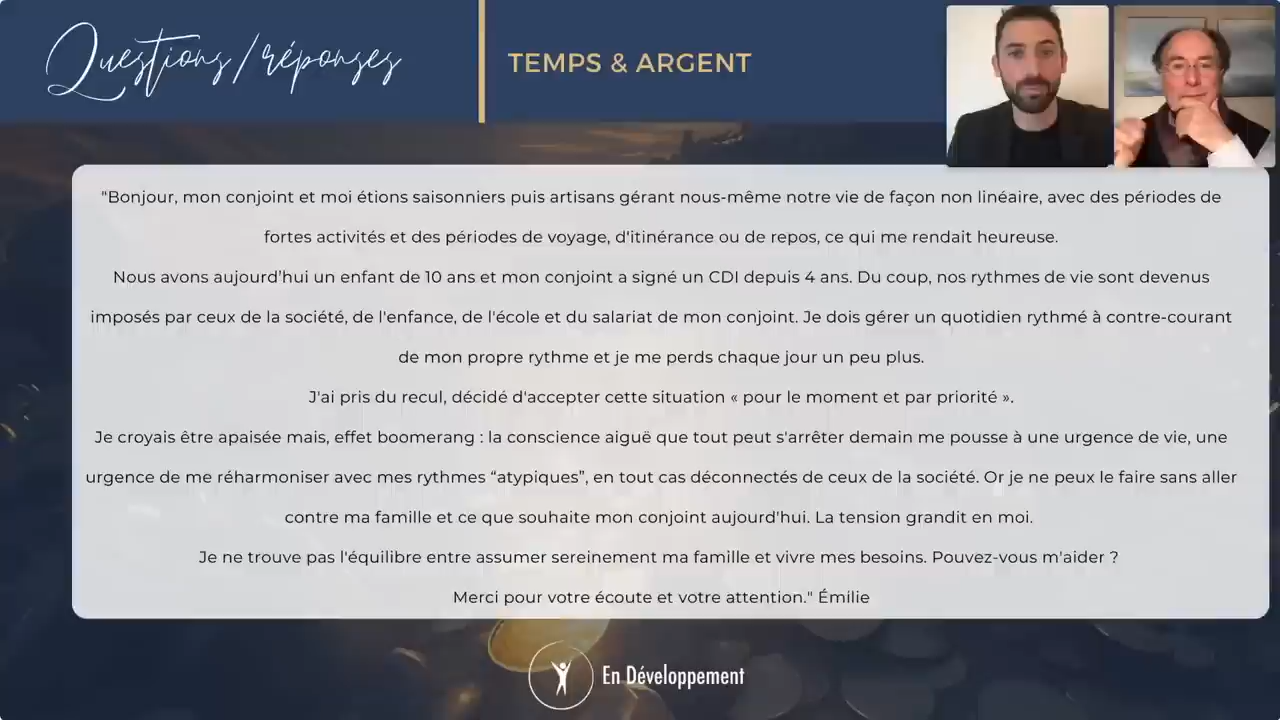 Questions/réponses
TEMPS & ARGENT
"Bonjour, mon conjoint et moi étions saisonniers puis artisans gérant nous-même notre vie de façon non linéaire, avec des périodes de
fortes activités et des périodes de voyage, d'itinérance ou de repos, ce qui me rendait heureuse.
Nous avons aujourd'hui un enfant de 10 ans et mon conjoint a signé un CDI depuis 4 ans. Du coup, nos rythmes de vie sont devenus
imposés par ceux de la société, de l'enfance, de l'école et du salariat de mon conjoint. Je dois gérer un quotidien rythmé à contre-courant
de mon propre rythme et je me perds chaque jour un peu plus.
J'ai pris du recul, décidé d'accepter cette situation « pour le moment et par priorité ».
Je croyais être apaisée mais, effet boomerang : la conscience aiguë que tout peut s'arrêter demain me pousse à une urgence de vie, une
urgence de me réharmoniser avec mes rythmes “atypiques”, en tout cas déconnectés de ceux de la société. Or je ne peux le faire sans aller
contre ma famille et ce que souhaite mon conjoint aujourd'hui. La tension grandit en moi.
Je ne trouve pas l'équilibre entre assumer sereinement ma famille et vivre mes besoins. Pouvez-vous m'aider ?
Merci pour votre écoute et votre attention." Émilie
En Développement